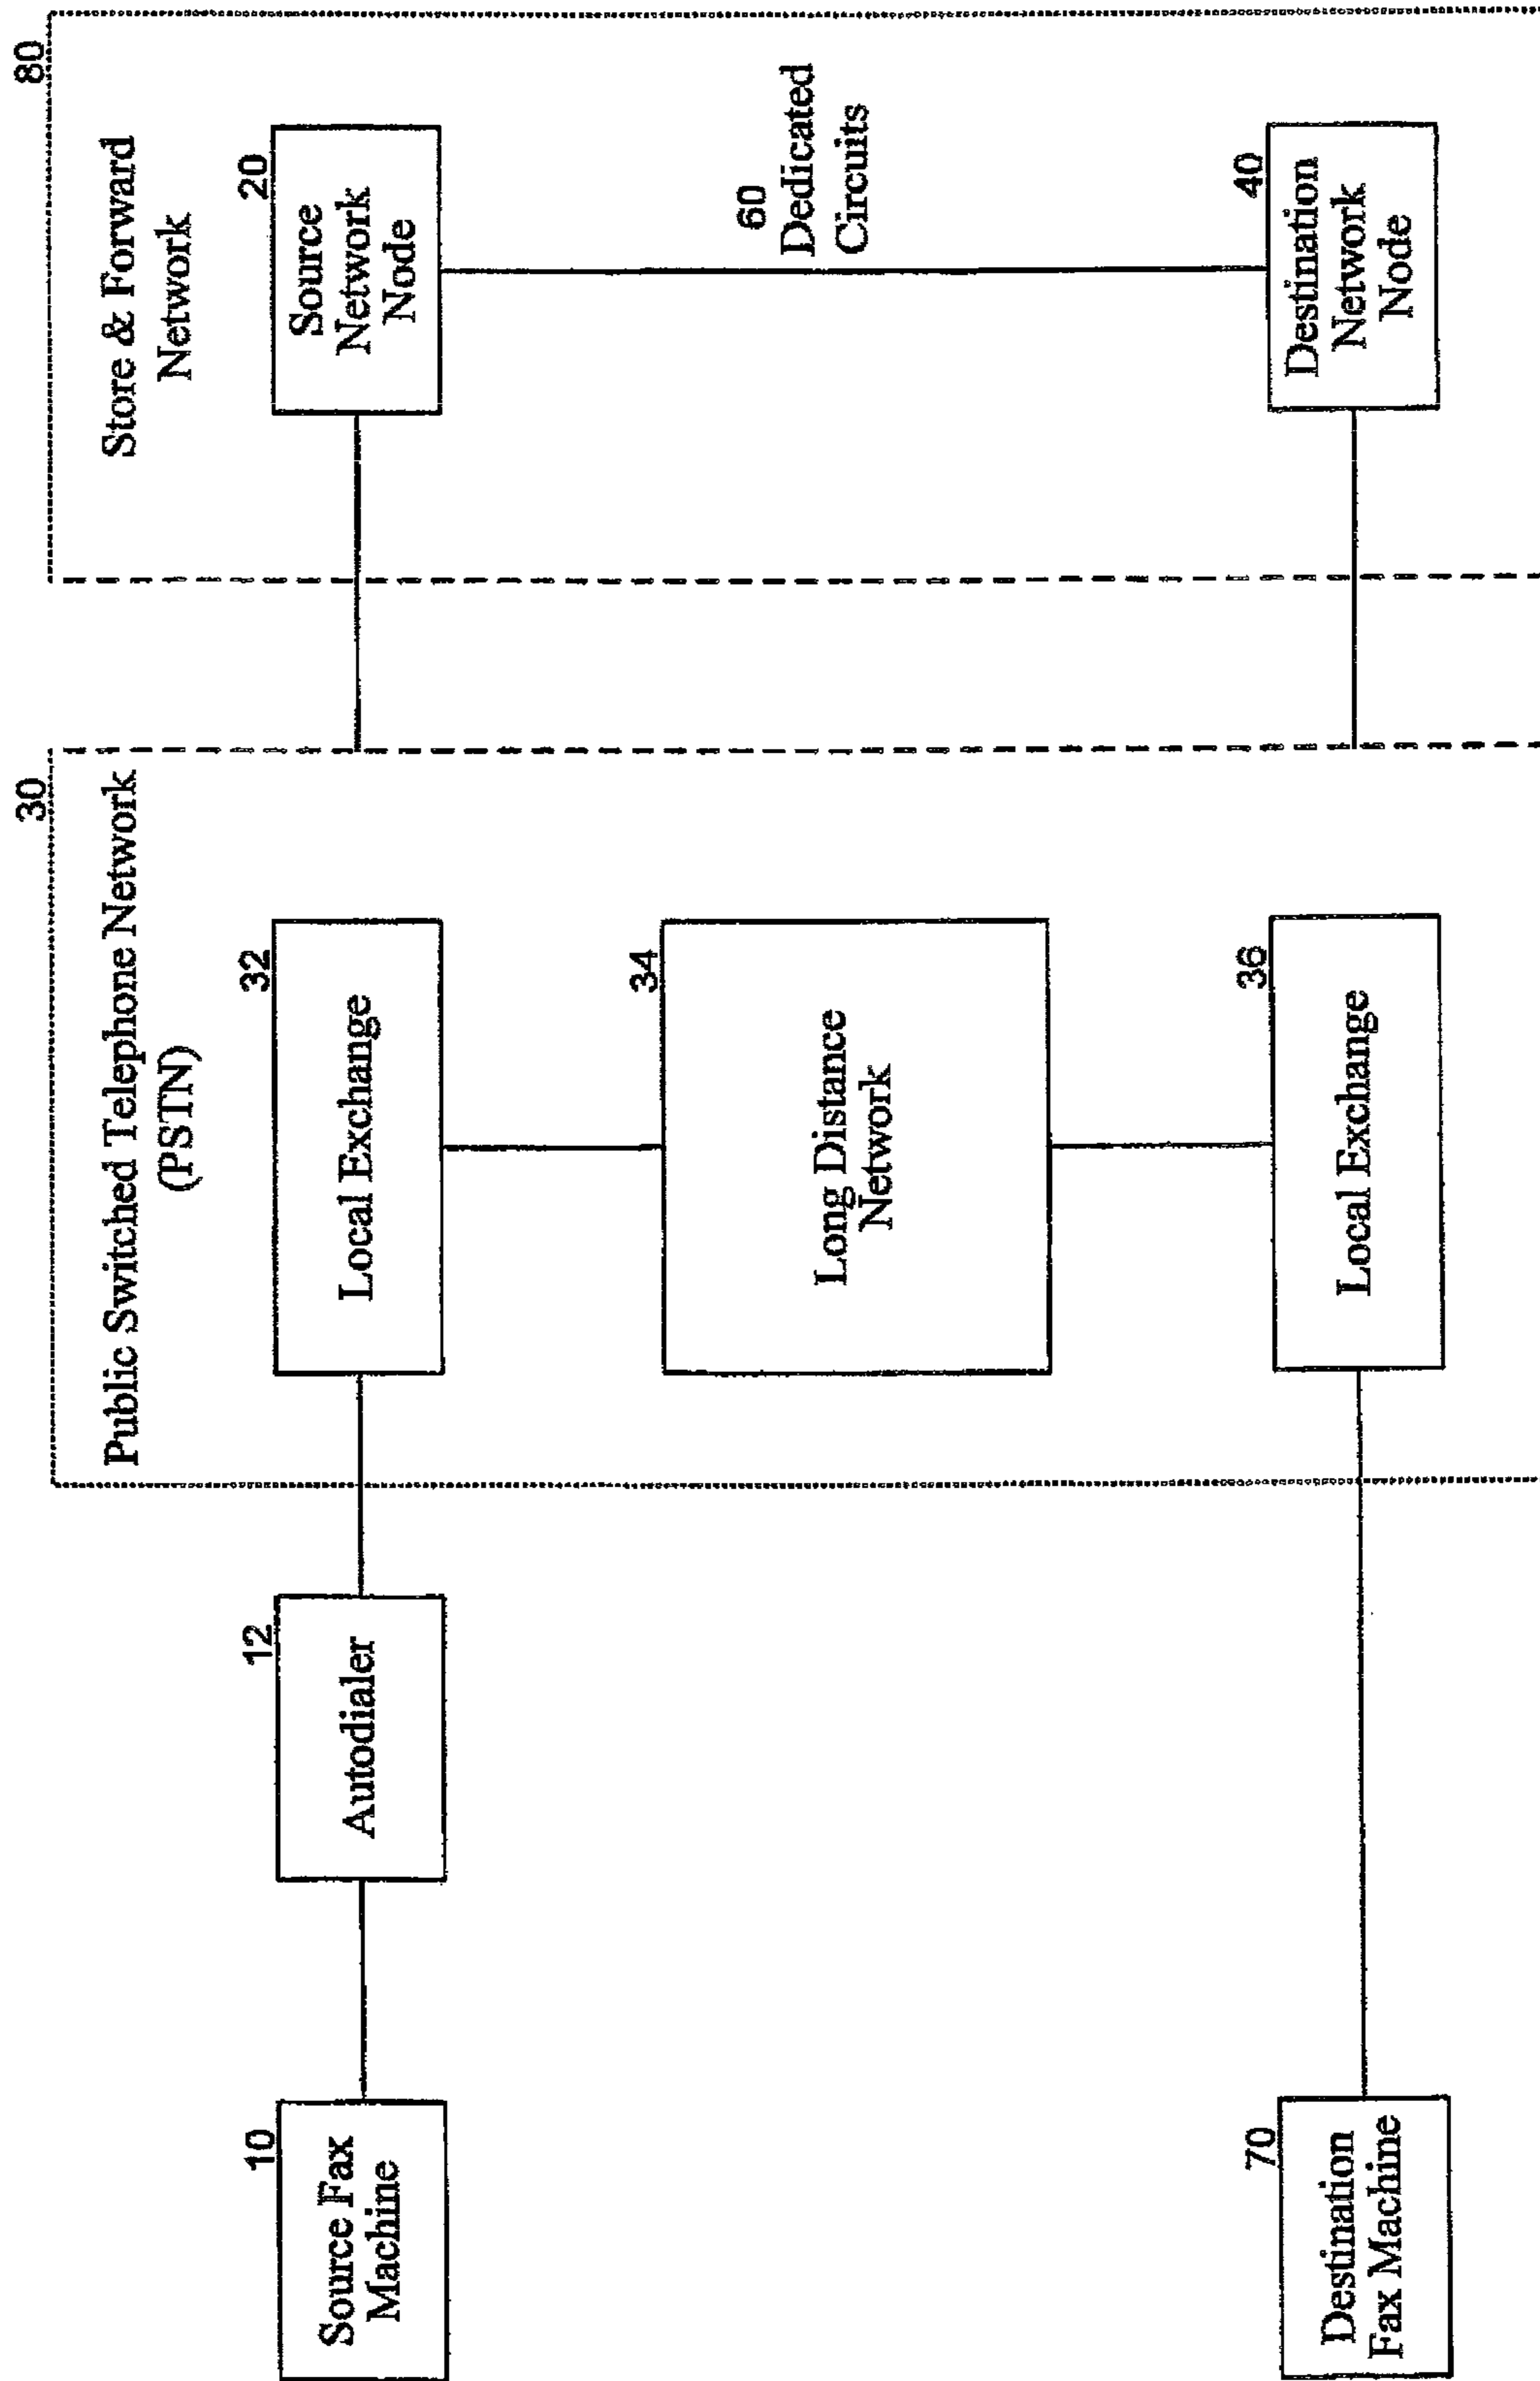 10
Source Fax
Machine
12
Autodialer
30
Public Switched Telephone Network
(PSTN)
32
Local Exchange
34
Long Distance
Network
36
Local Exchange
80
Store & Forward
Network
20
Source
Network
Node
60
Dedicated
Circuits
40
Destination
Network
Node
70
Destination
Fax Machine